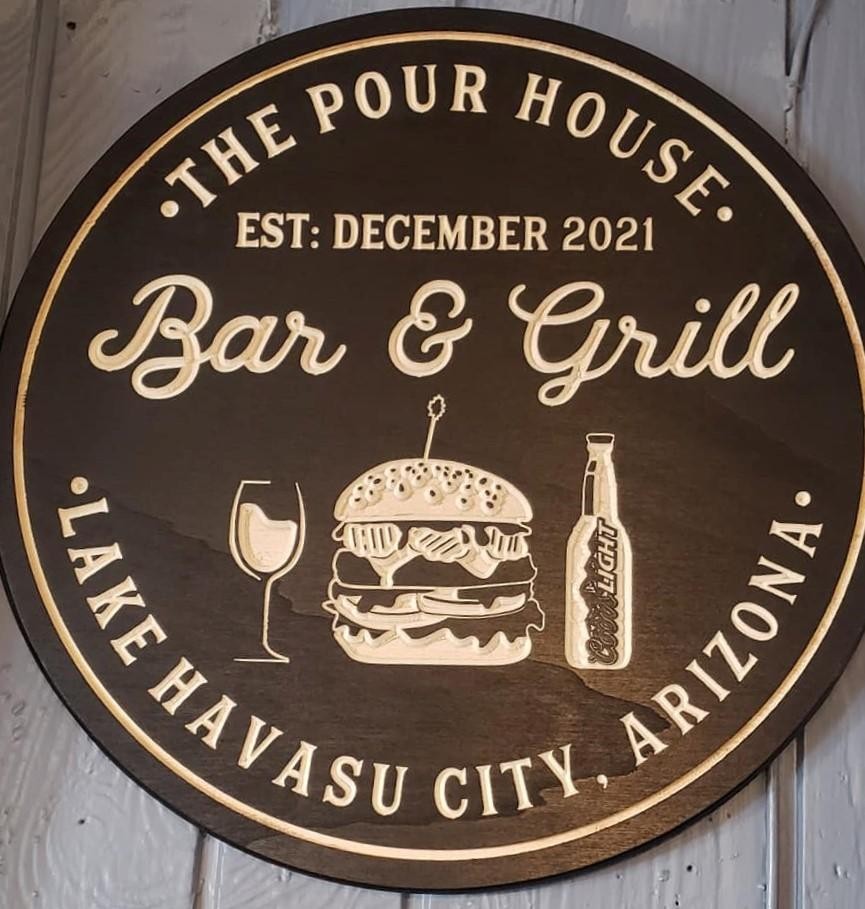 •THE POUR HOUSE•
EST: DECEMBER 2021
Bar & Grill
Coors LIGHT
•LAKE HAVASU CITY, ARIZONA•